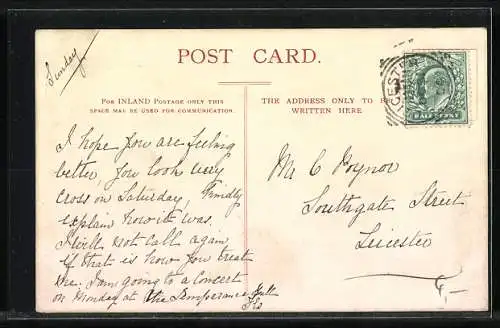 Sunday
POST CARD.
FOR INLAND POSTAGE ONLY THIS
SPACE MAY BE USED FOR COMMUNICATION.
THE ADDRESS ONLY TO BE
WRITTEN HERE
HALFPENNY
I hope you are feeling
better, you look very
cross on Saturday, Kindly
explain how it was.
I will not call again
if that is how you treat
me. I am going to a Concert
on Monday at the Temperance Hall
Mr C Poynor
Southgate Street
Leicester
4,-